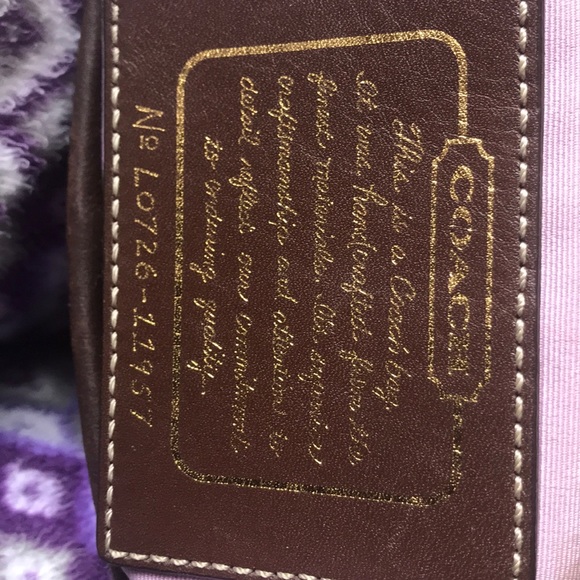 COACH
This is a Coach bag.
It was handcrafted from the
finest materials. Its superior
craftsmanship and attention to
detail reflect our commitment
to enduring quality.
Nº L0726-11957